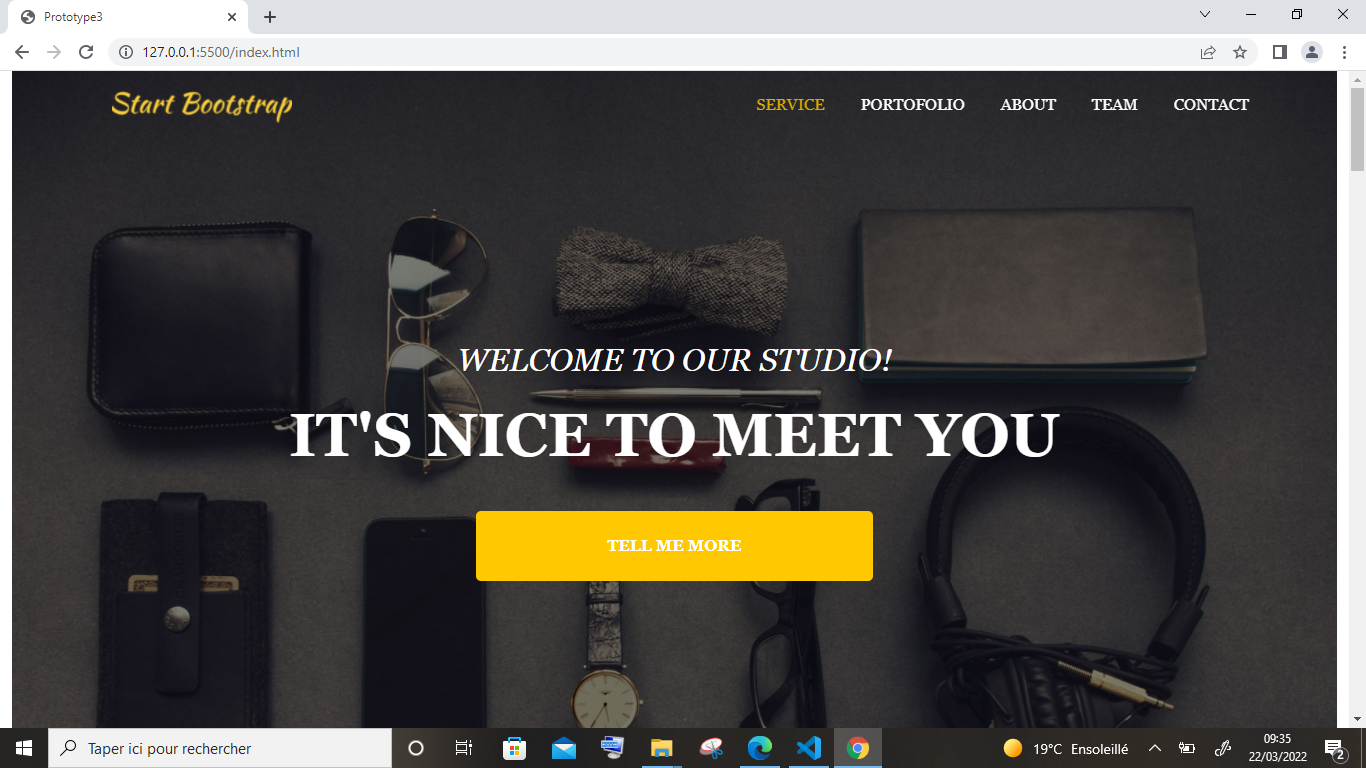 Prototype3
127.0.0.1:5500/index.html
Start Bootstrap
SERVICE PORTOFOLIO ABOUT TEAM CONTACT
WELCOME TO OUR STUDIO!
IT'S NICE TO MEET YOU
TELL ME MORE
Taper ici pour rechercher
19°C Ensoleillé
09:35
22/03/2022
2